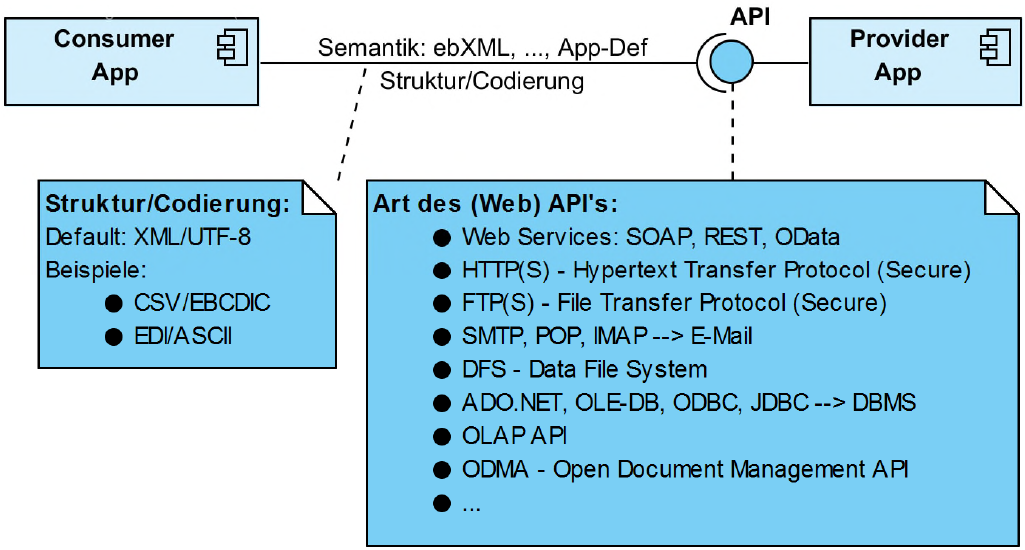 Consumer
App
Semantik: ebXML, ..., App-Def
Struktur/Codierung
API
Provider
App
Struktur/Codierung:
Default: XML/UTF-8
Beispiele:
● CSV/EBCDIC
● EDI/ASCII
Art des (Web) API's:
● Web Services: SOAP, REST, OData
● HTTP(S) - Hypertext Transfer Protocol (Secure)
● FTP(S) - File Transfer Protocol (Secure)
● SMTP, POP, IMAP --> E-Mail
● DFS - Data File System
● ADO.NET, OLE-DB, ODBC, JDBC --> DBMS
● OLAP API
● ODMA - Open Document Management API
● ...